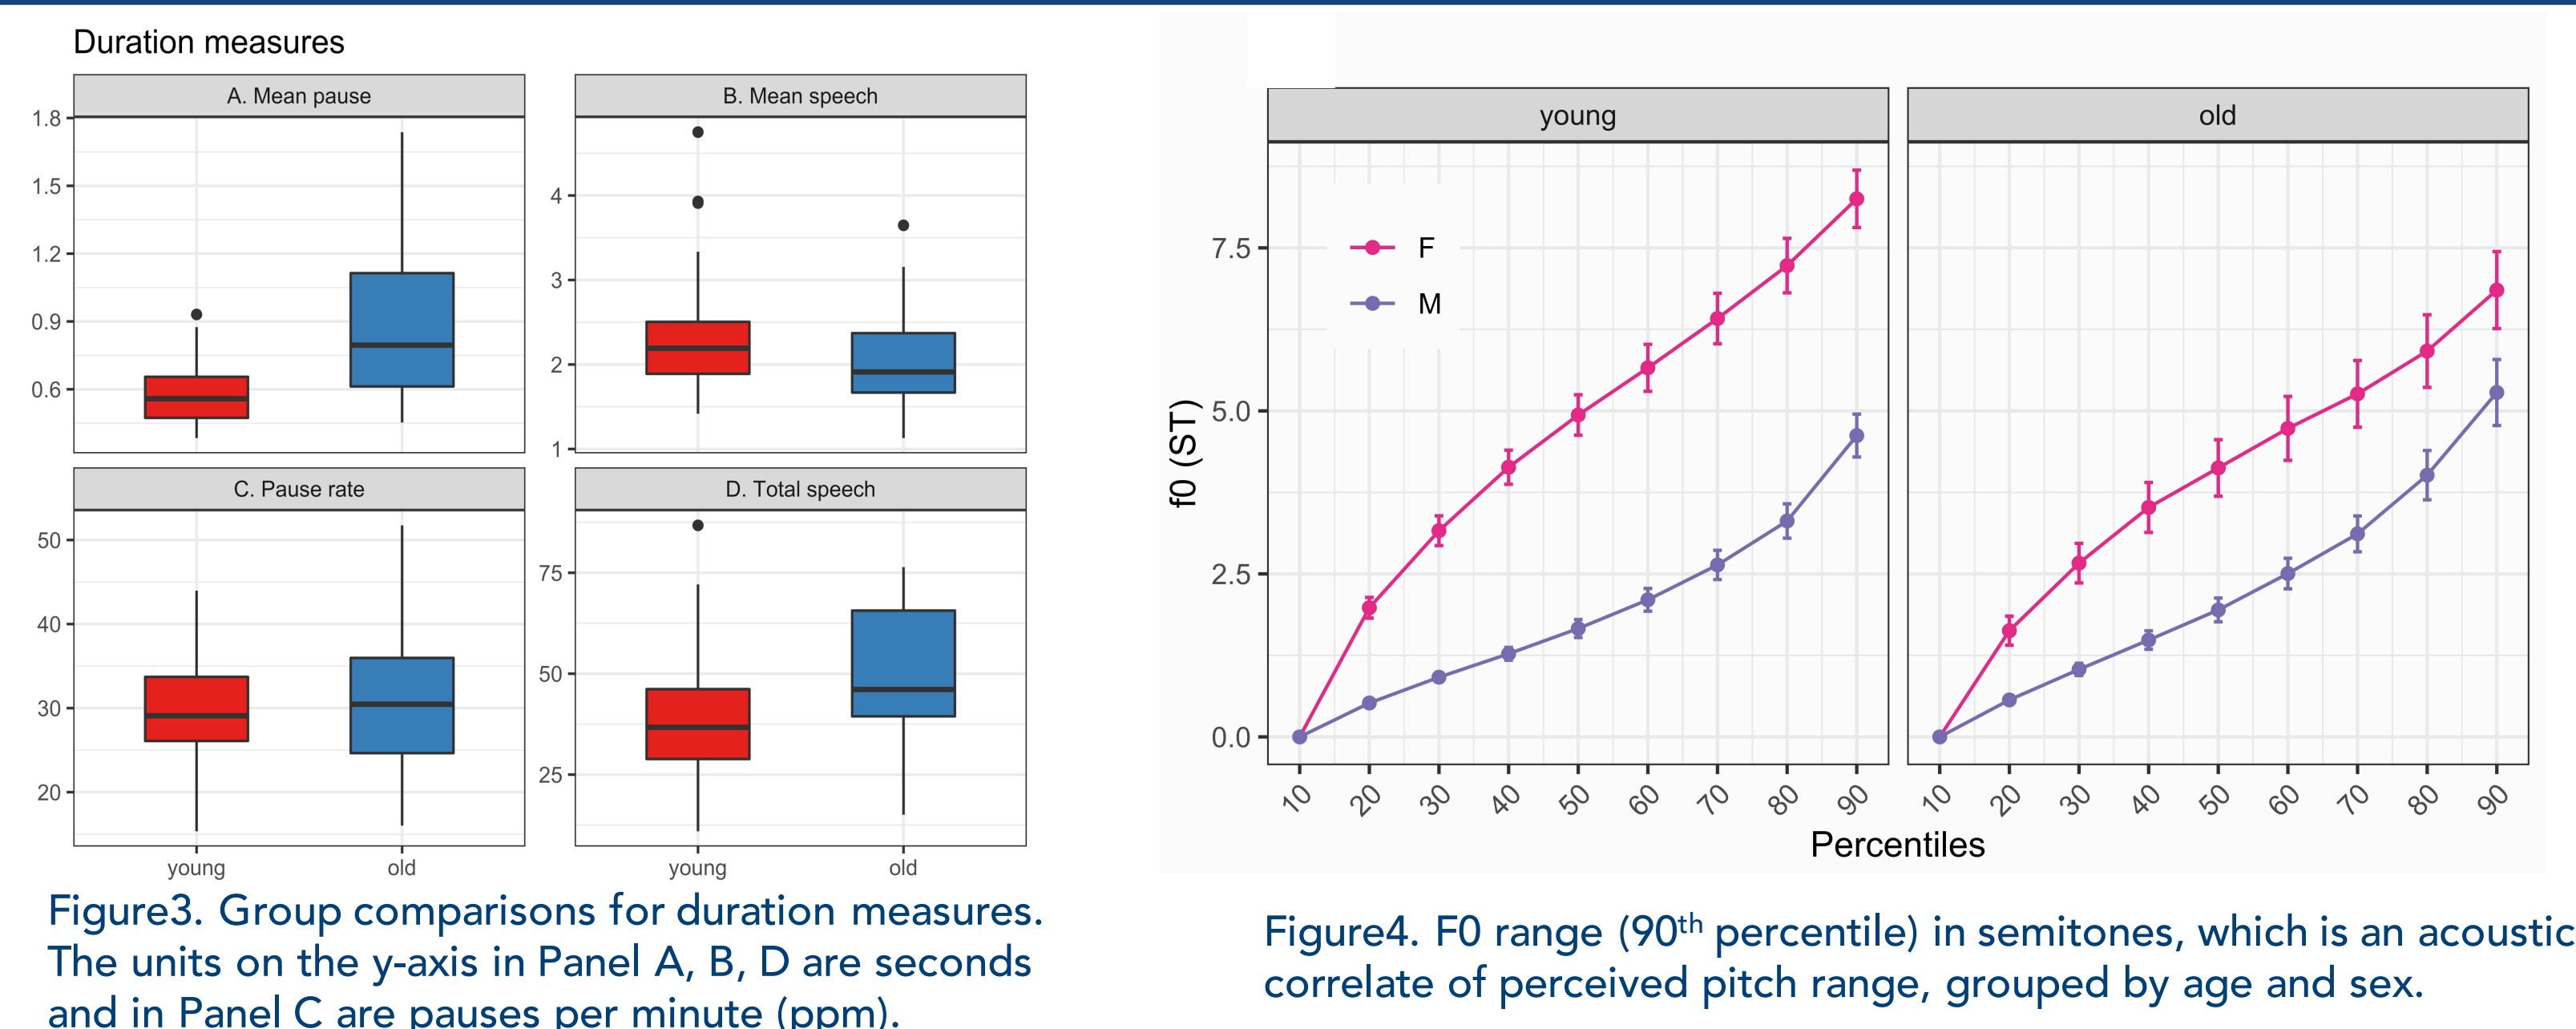 Duration measures
A. Mean pause
1.8
1.5
1.2
0.9
0.6
B. Mean speech
4
3
2
1
C. Pause rate
50
40
30
20
young old
D. Total speech
75
50
25
young old
Figure3. Group comparisons for duration measures.
The units on the y-axis in Panel A, B, D are seconds
and in Panel C are pauses per minute (ppm).
young old
F
M
f0 (ST)
7.5
5.0
2.5
0.0
10 20 30 40 50 60 70 80 90
10 20 30 40 50 60 70 80 90
Percentiles
Figure4. F0 range (90th percentile) in semitones, which is an acoustic
correlate of perceived pitch range, grouped by age and sex.